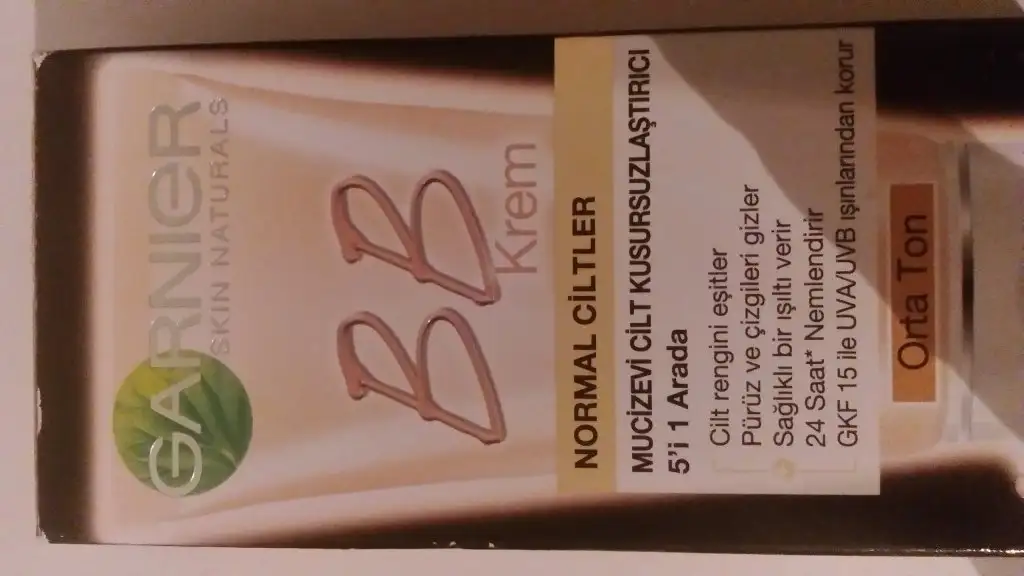 GARNIER
SKIN NATURALS
BB
Krem
NORMAL CİLTLER
MUCİZEVİ CİLT KUSURSUZLAŞTIRICI
5'i 1 Arada
Cilt rengini eşitler
Pürüz ve çizgileri gizler
Sağlıklı bir ışıltı verir
24 Saat* Nemlendirir
GKF 15 ile UVA/UVB ışınlarından korur
Orta Ton